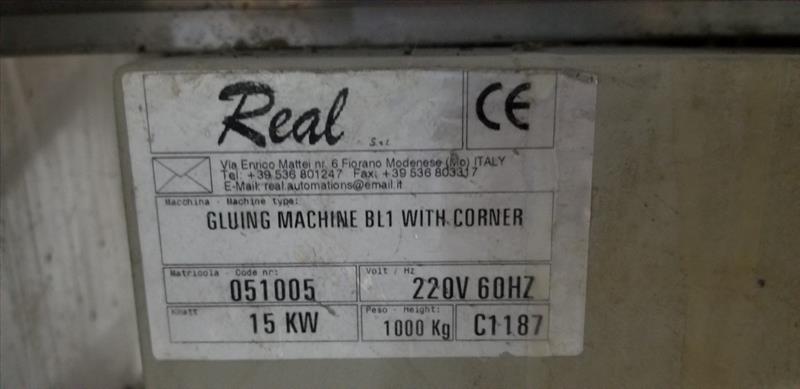 Real S.r.l
CE
Via Enrico Mattei nr. 6 Fiorano Modenese (Mo) ITALY
Tel: +39 536 801247 Fax: +39 536 803317
E-Mail: real.automations@email.it
Macchina - Machine type:
GLUING MACHINE BL1 WITH CORNER
Matricola - Code nr:
051005
Volt / Hz
220V 60HZ
KWatt
15 KW
Peso - Height:
1000 Kg
C1187